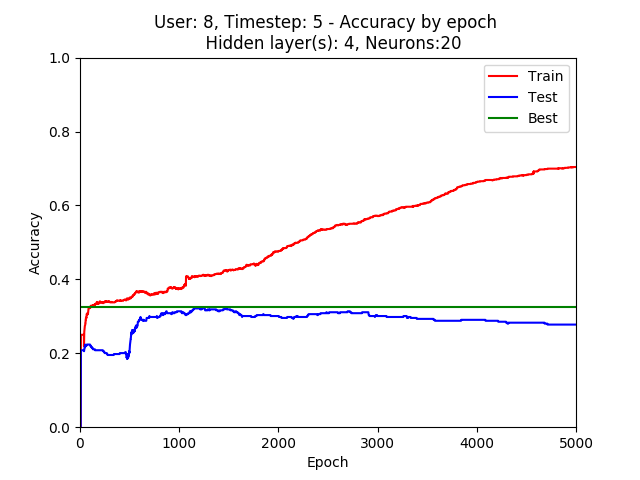 User: 8, Timestep: 5 - Accuracy by epoch
Hidden layer(s): 4, Neurons:20
1.0
0.8
0.6
0.4
0.2
0.0
Accuracy
Train
Test
Best
0 1000 2000 3000 4000 5000
Epoch